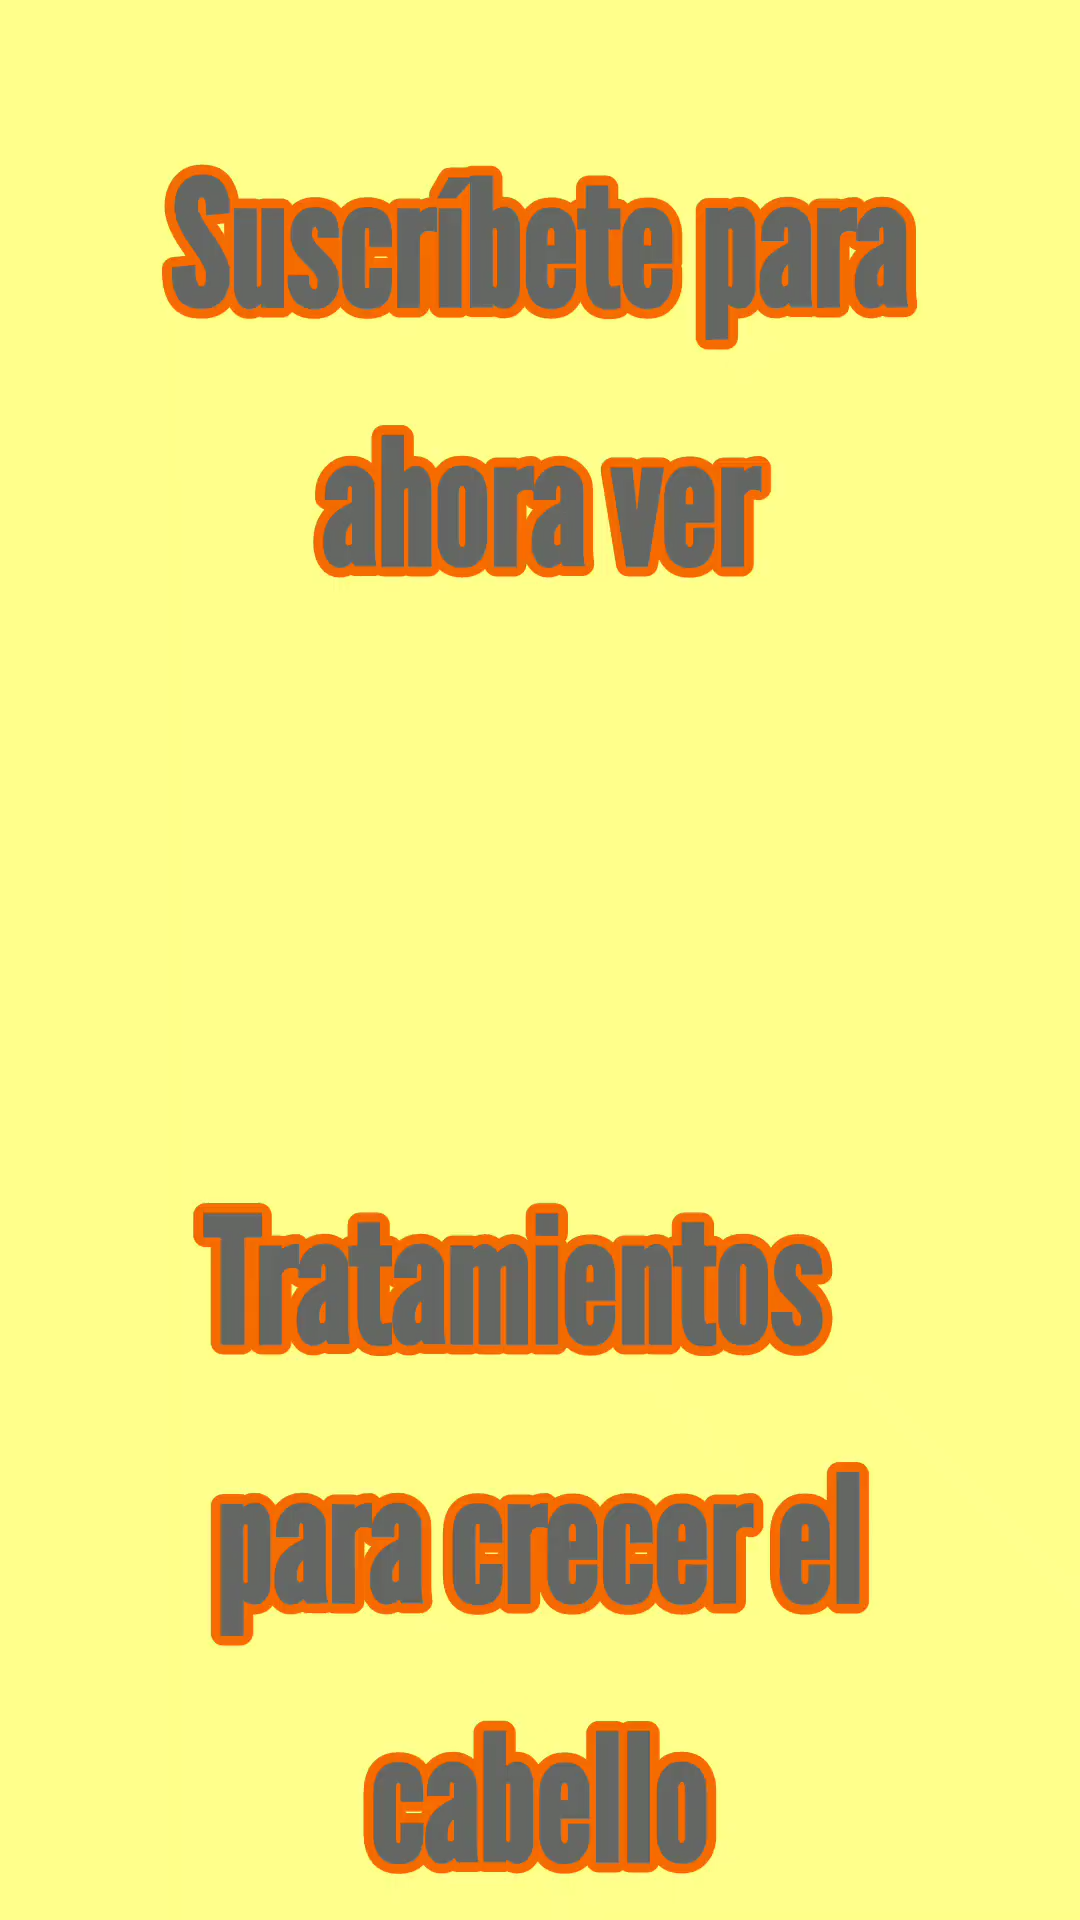 Suscríbete para
ahora ver
Tratamientos
para crecer el
cabello